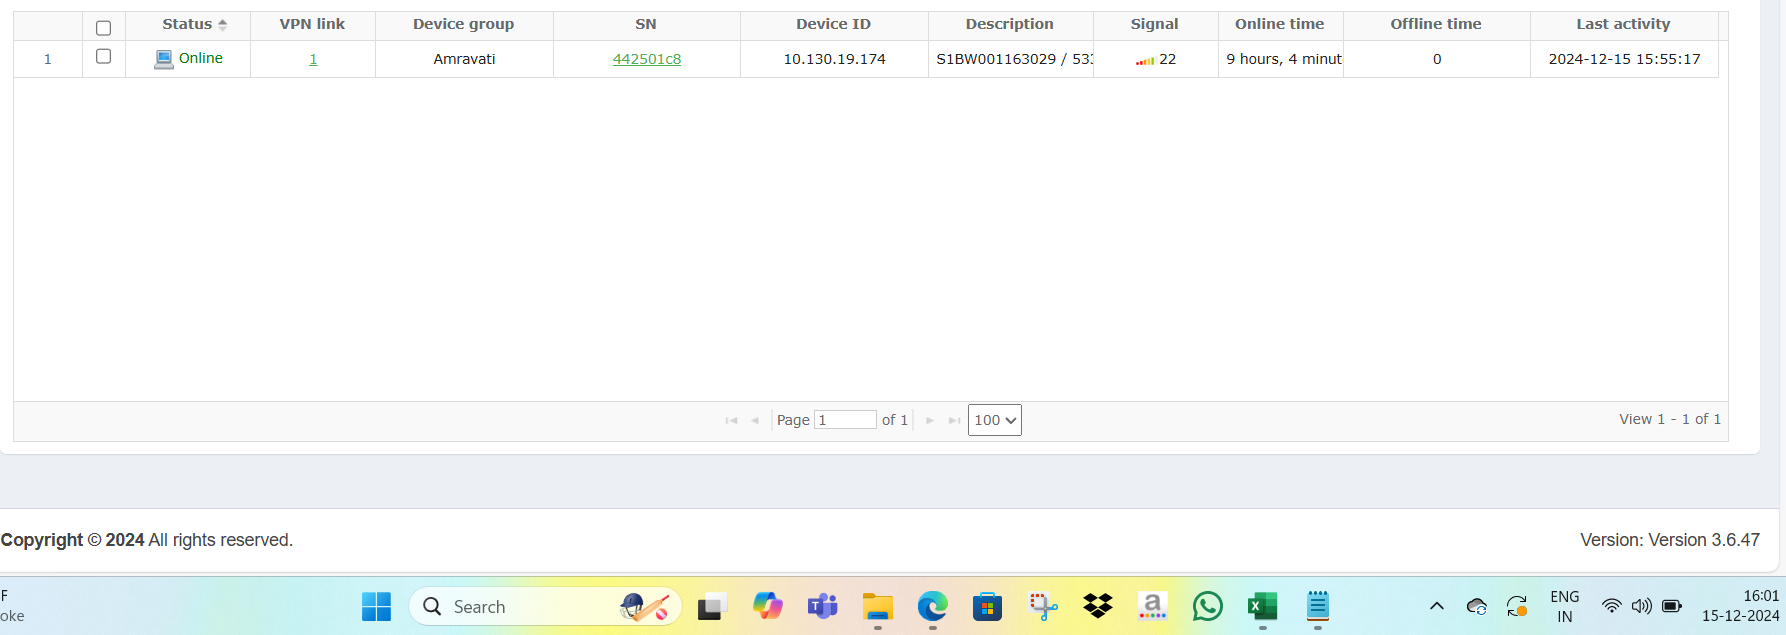 Status VPN link Device group SN Device ID Description Signal Online time Offline time Last activity
1 Online 1 Amravati 442501c8 10.130.19.174 S1BW001163029 / 53 22 9 hours, 4 minut 0 2024-12-15 15:55:17
Page 1 of 1 100 View 1 - 1 of 1
Copyright © 2024 All rights reserved. Version: Version 3.6.47
F
oke
Search
ENG
IN
16:01
15-12-2024